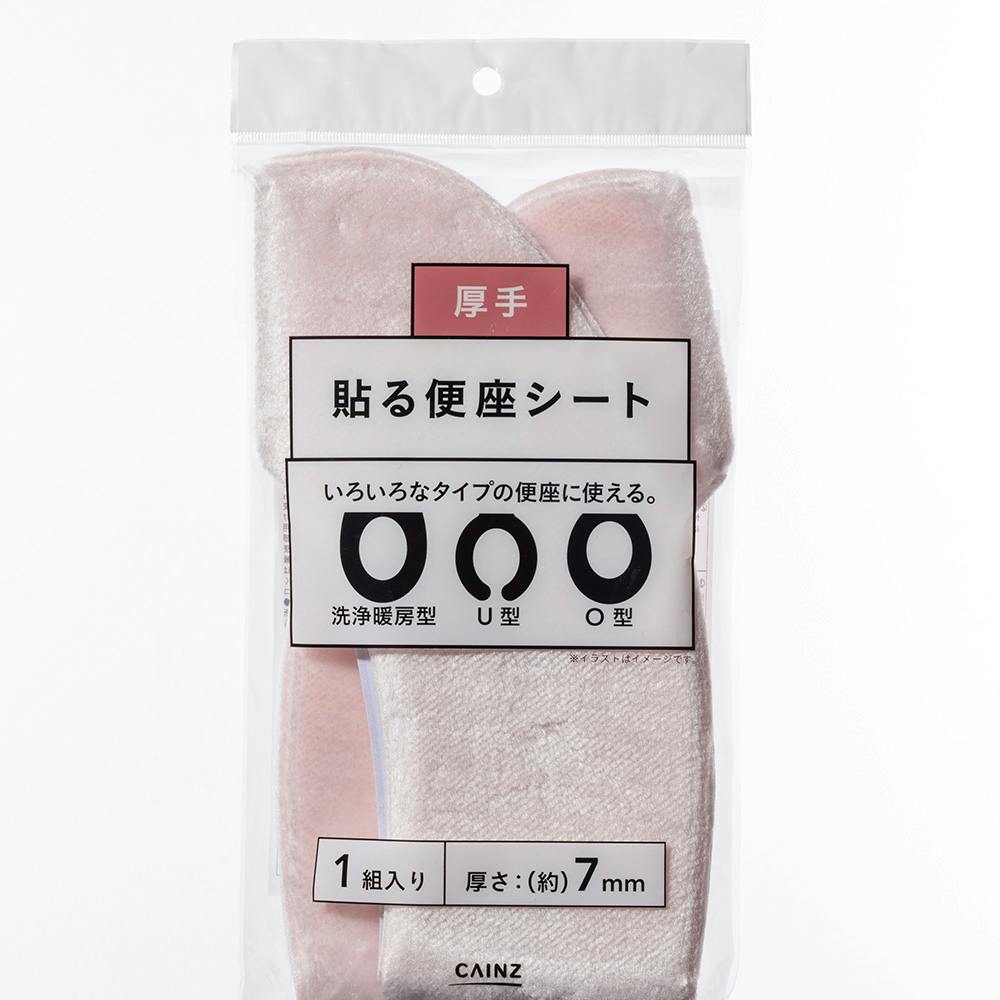 厚手
貼る便座シート
いろいろなタイプの便座に使える。
洗浄暖房型 U型 O型
※イラストはイメージです
1組入り 厚さ:(約)7mm
CAINZ